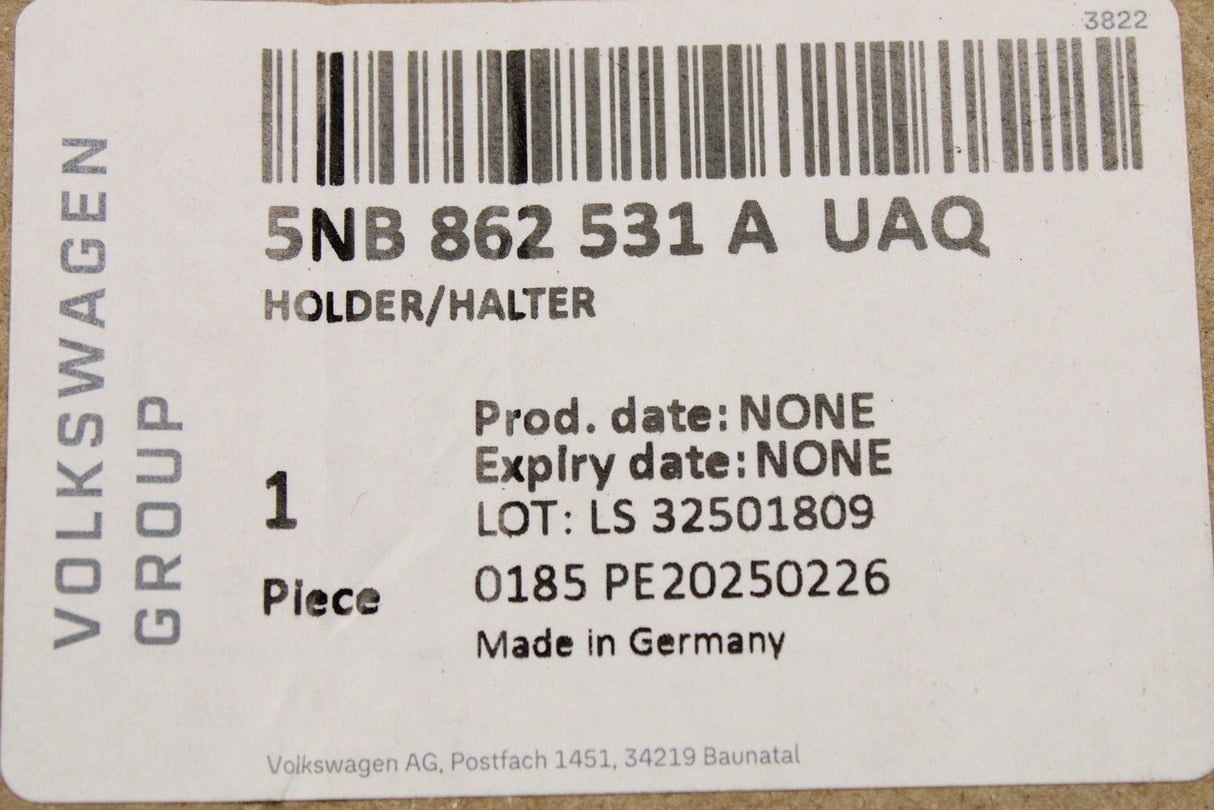 3822
5NB 862 531 A UAQ
HOLDER/HALTER
VOLKSWAGEN
GROUP
Prod. date: NONE
Expiry date: NONE
LOT: LS 32501809
1
Piece
0185 PE20250226
Made in Germany
Volkswagen AG, Postfach 1451, 34219 Baunatal